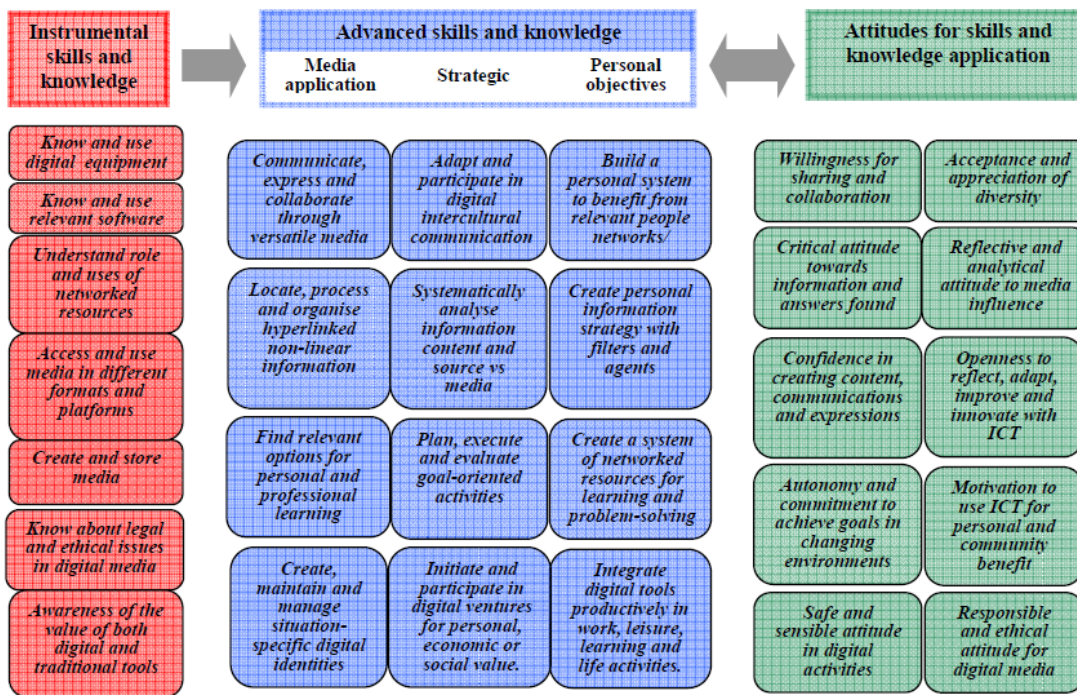 Instrumental
skills and
knowledge
Advanced skills and knowledge
Media
application
Strategic
Personal
objectives
Attitudes for skills and
knowledge application
Know and use
digital equipment
Know and use
relevant software
Understand role
and uses of
networked
resources
Access and use
media in different
formats and
platforms
Create and store
media
Know about legal
and ethical issues
in digital media
Awareness of the
value of both
digital and
traditional tools
Communicate,
express and
collaborate
through
versatile media
Adapt and
participate in
digital
intercultural
communication
Build a
personal system
to benefit from
relevant people
networks/
Locate, process
and organise
hyperlinked
non-linear
information
Systematically
analyse
information
content and
source vs
media
Create personal
information
strategy with
filters and
agents
Find relevant
options for
personal and
professional
learning
Plan, execute
and evaluate
goal-oriented
activities
Create a system
of networked
resources for
learning and
problem-solving
Create,
maintain and
manage
situation-
specific digital
identities
Initiate and
participate in
digital ventures
for personal,
economic or
social value.
Integrate
digital tools
productively in
work, leisure,
learning and
life activities.
Willingness for
sharing and
collaboration
Acceptance and
appreciation of
diversity
Critical attitude
towards
information and
answers found
Reflective and
analytical
attitude to media
influence
Confidence in
creating content,
communications
and expressions
Openness to
reflect, adapt,
improve and
innovate with
ICT
Autonomy and
commitment to
achieve goals in
changing
environments
Motivation to
use ICT for
personal and
community
benefit
Safe and
sensible attitude
in digital
activities
Responsible
and ethical
attitude for
digital media